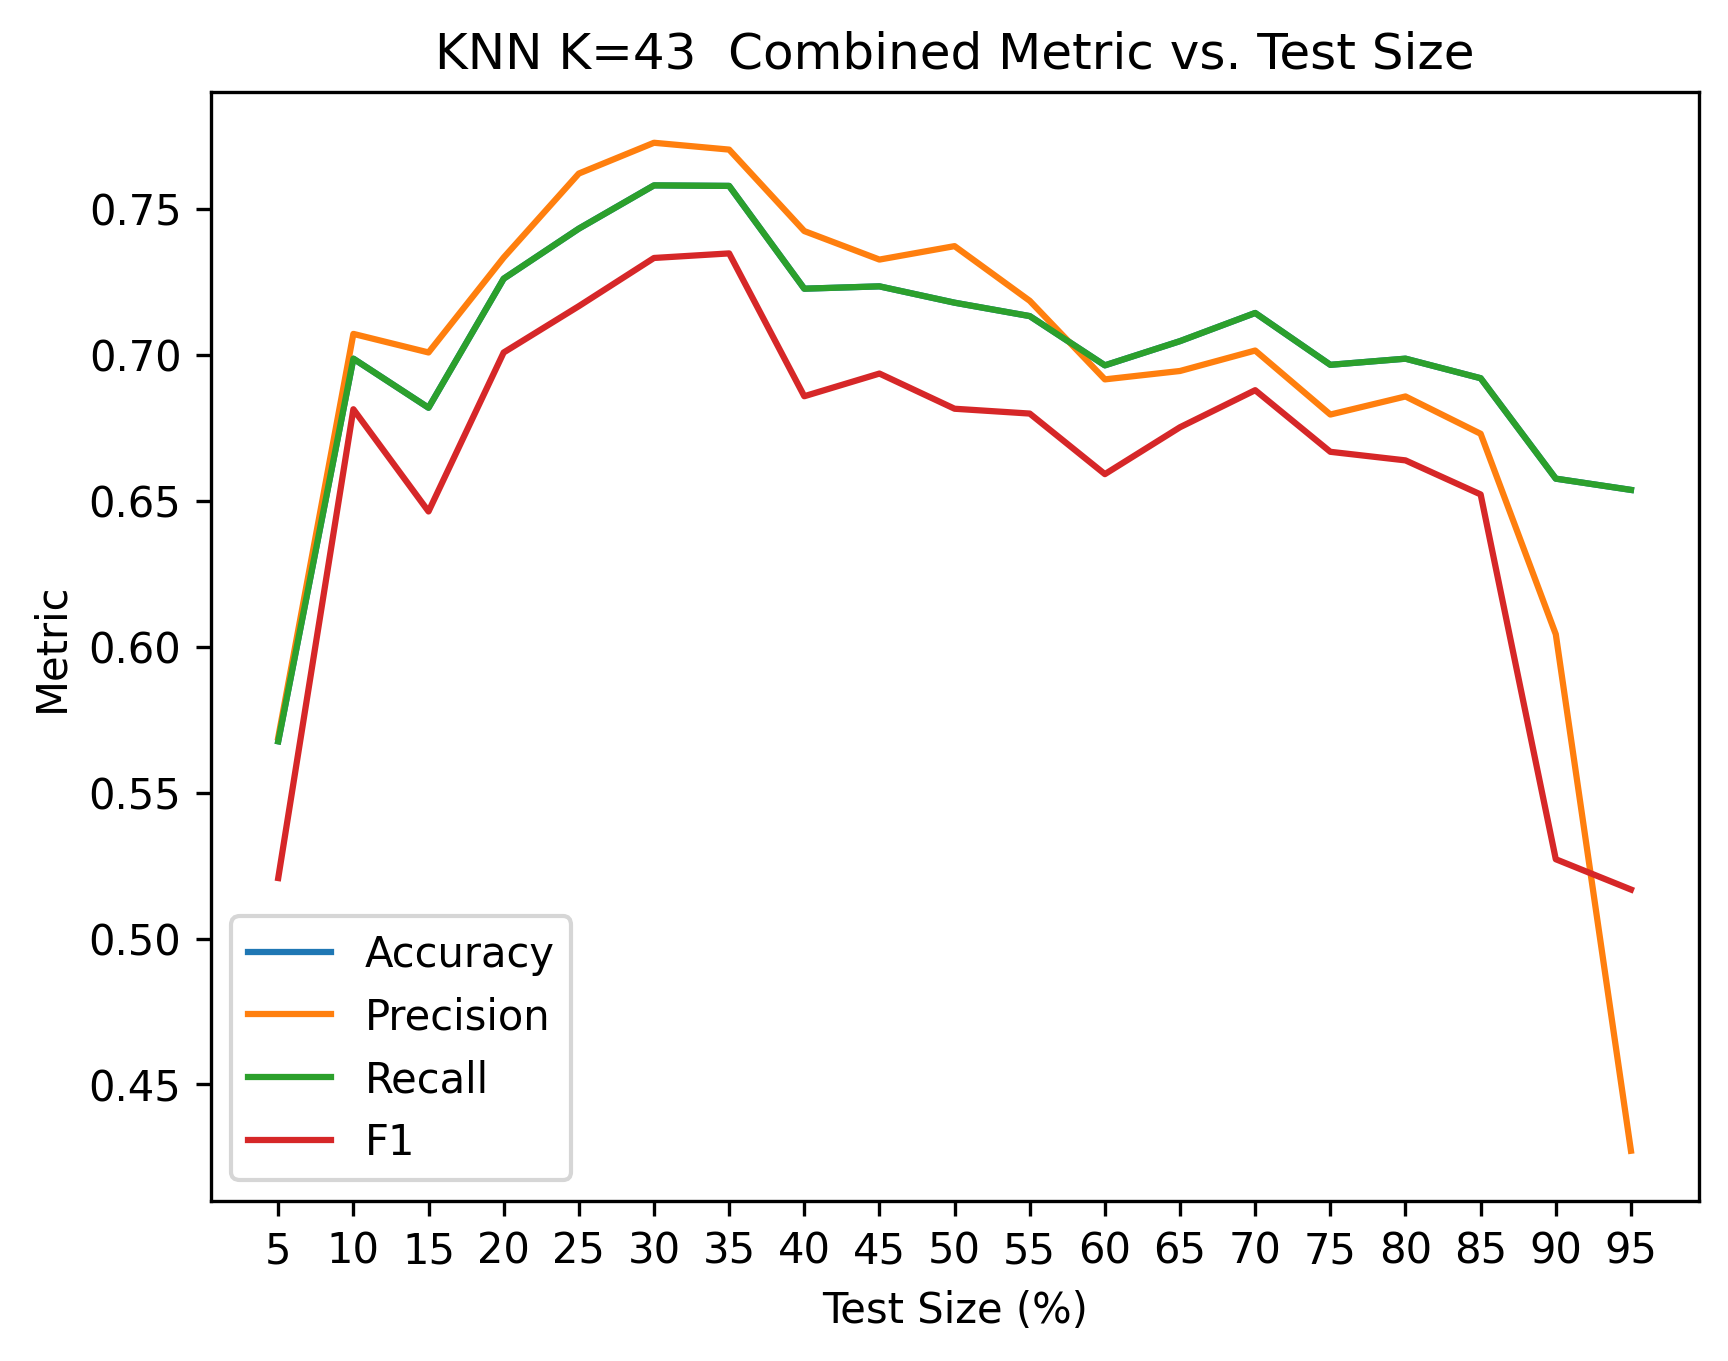 KNN K=43  Combined Metric vs. Test Size
Metric
0.75
0.70
0.65
0.60
0.55
0.50
0.45
Accuracy
Precision
Recall
F1
5 10 15 20 25 30 35 40 45 50 55 60 65 70 75 80 85 90 95
Test Size (%)